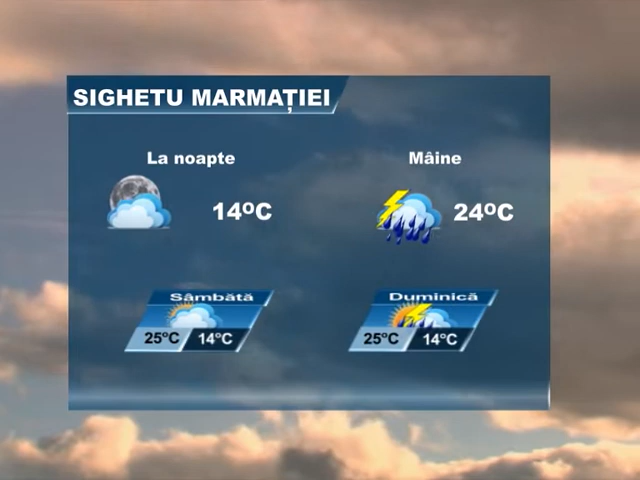 SIGHETU MARMAȚIEI
La noapte
Mâine
14ºC
24ºC
Sâmbătă
Duminică
25ºC 14ºC
25ºC 14ºC